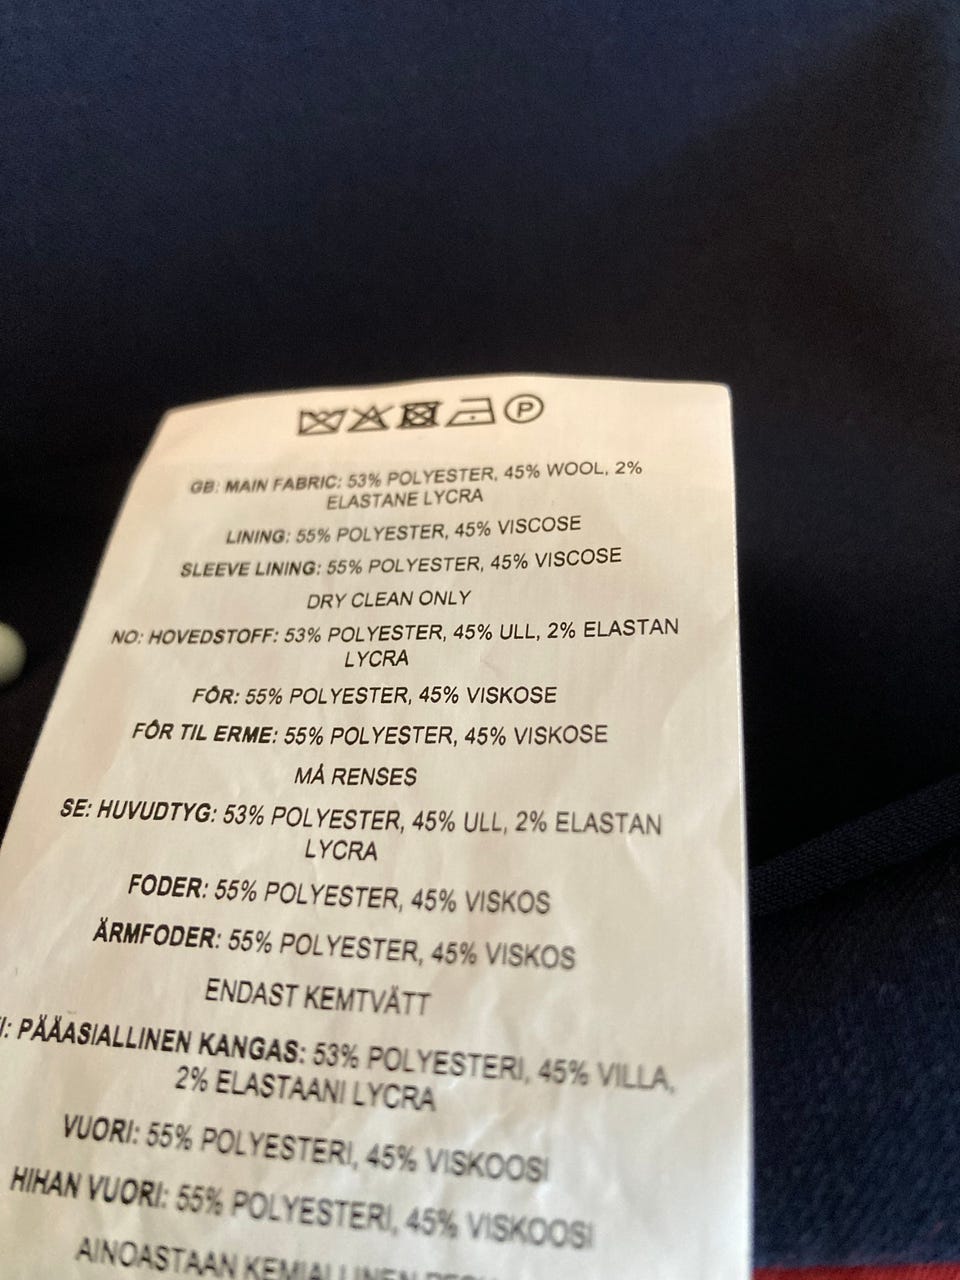 P
GB: MAIN FABRIC: 53% POLYESTER, 45% WOOL, 2%
ELASTANE LYCRA
LINING: 55% POLYESTER, 45% VISCOSE
SLEEVE LINING: 55% POLYESTER, 45% VISCOSE
DRY CLEAN ONLY
NO: HOVEDSTOFF: 53% POLYESTER, 45% ULL, 2% ELASTAN
LYCRA
FÔR: 55% POLYESTER, 45% VISKOSE
FÔR TIL ERME: 55% POLYESTER, 45% VISKOSE
MÅ RENSES
SE: HUVUDTYG: 53% POLYESTER, 45% ULL, 2% ELASTAN
LYCRA
FODER: 55% POLYESTER, 45% VISKOS
ÄRMFODER: 55% POLYESTER, 45% VISKOS
ENDAST KEMTVÄTT
PÄÄASIALLINEN KANGAS: 53% POLYESTERI, 45% VILLA,
2% ELASTAANI LYCRA
VUORI: 55% POLYESTERI, 45% VISKOOSI
HIHAN VUORI: 55% POLYESTERI, 45% VISKOOSI
AINOASTAAN KEMIALLINEN